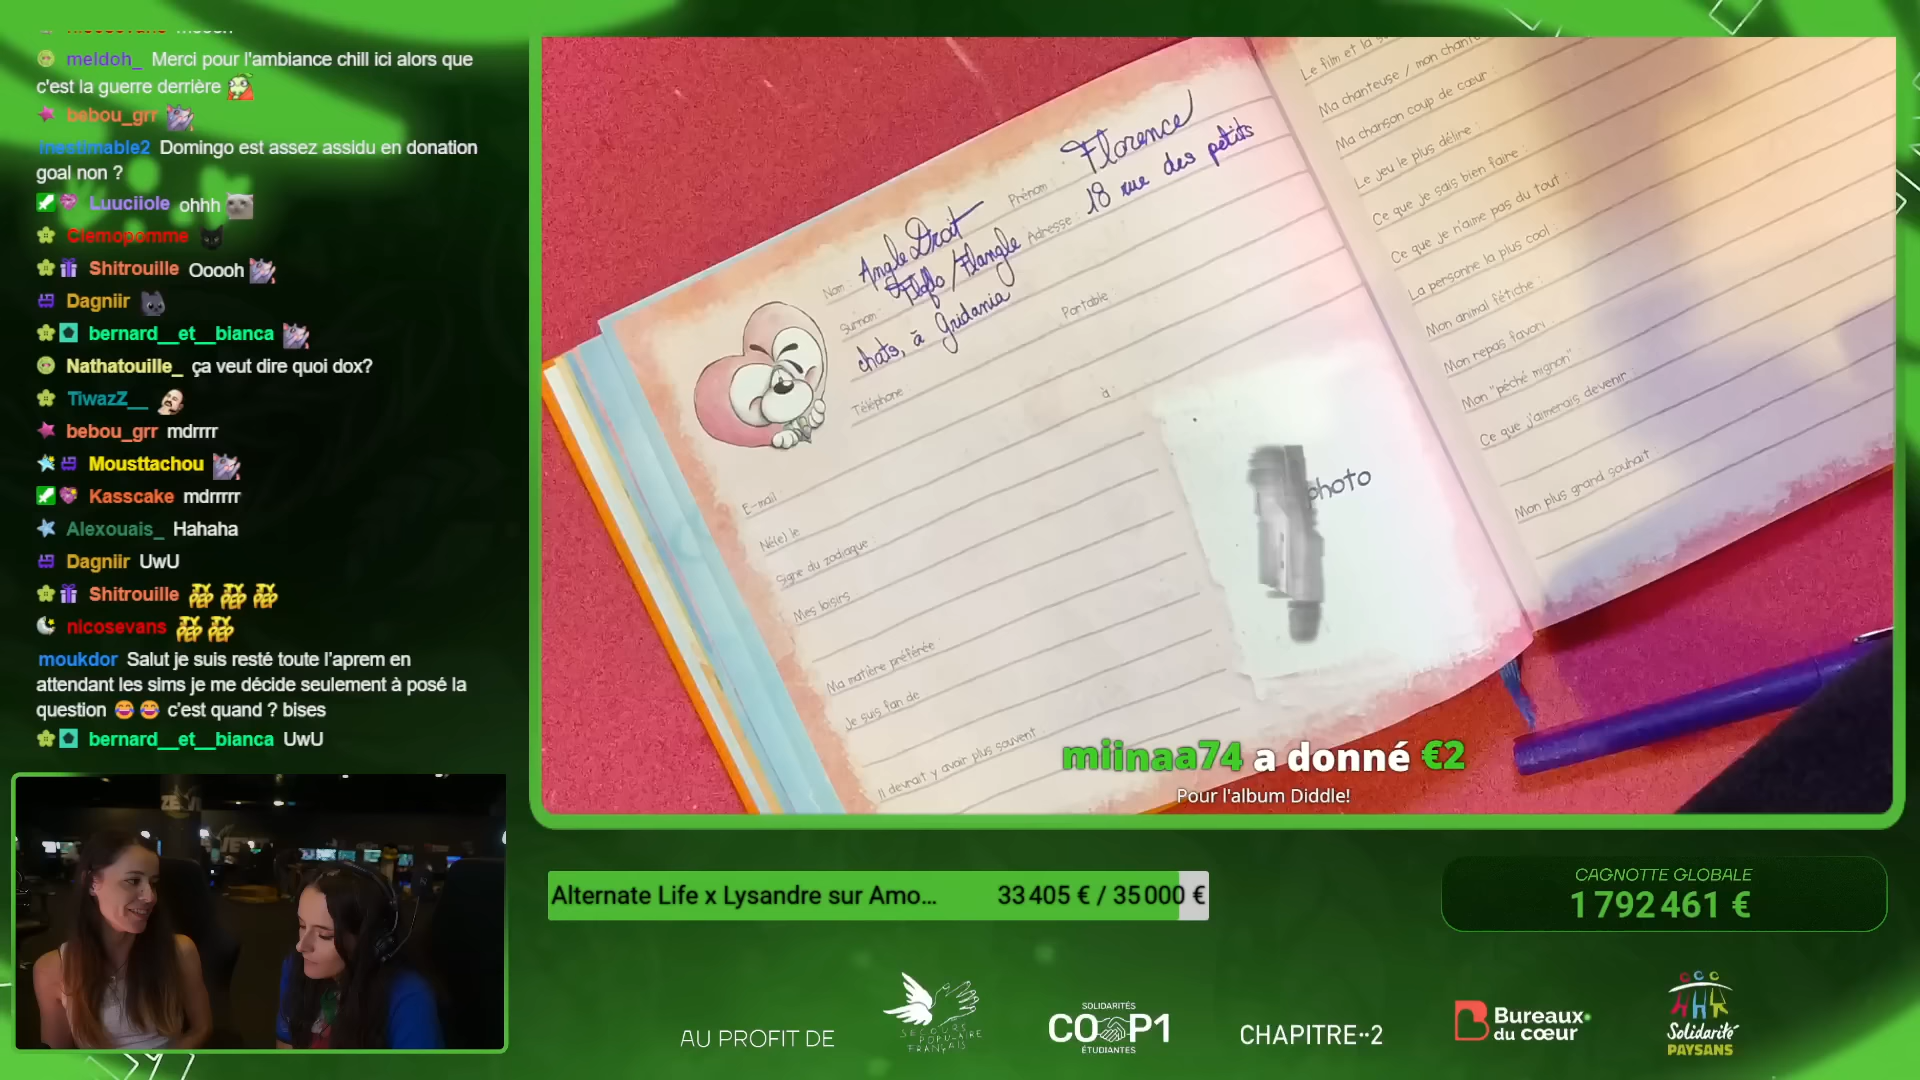 meldoh_ Merci pour l'ambiance chill ici alors que
c'est la guerre derrière
bebou_grr
inestimable2 Domingo est assez assidu en donation
goal non ?
Luuciiole ohhh
Clemopomme
Shitrouille Ooooh
Dagniir
bernard__et__bianca
Nathatouille_ ça veut dire quoi dox?
TiwazZ__
bebou_grr mdrrrr
Mousttachou
Kasscake mdrrrrr
Alexouais_ Hahaha
Dagniir UwU
Shitrouille
nicosevans
moukdor Salut je suis resté toute l'aprem en
attendant les sims je me décide seulement à posé la
question c'est quand ? bises
bernard__et__bianca UwU
Nom : Angle Droit Prénom : Florence
Surnom : Floflo / Flangle Adresse : 18 rue des petits
chats, à Gridania
Téléphone : Portable :
E-mail
Né(e) le à :
Signe du zodiaque :
Mes loisirs
Ma matière préférée
Je suis fan de
Il devrait y avoir plus souvent
photo
Le film et la
Ma chanteuse / mon chant
Ma chanson coup de cœur :
Le jeu le plus délire :
Ce que je sais bien faire :
Ce que je n'aime pas du tout :
La personne la plus cool :
Mon animal fétiche :
Mon repas favori :
Mon "péché mignon" :
Ce que j'aimerais devenir :
Mon plus grand souhait :
miinaa74 a donné €2
Pour l'album Diddle!
Alternate Life x Lysandre sur Amo... 33 405 € / 35 000 €
CAGNOTTE GLOBALE
1 792 461 €
AU PROFIT DE
SECOURS
POPULAIRE
FRANÇAIS
SOLIDARITÉS
CO P1
ÉTUDIANTES
CHAPITRE··2
Bureaux
du cœur
Solidarité
PAYSANS